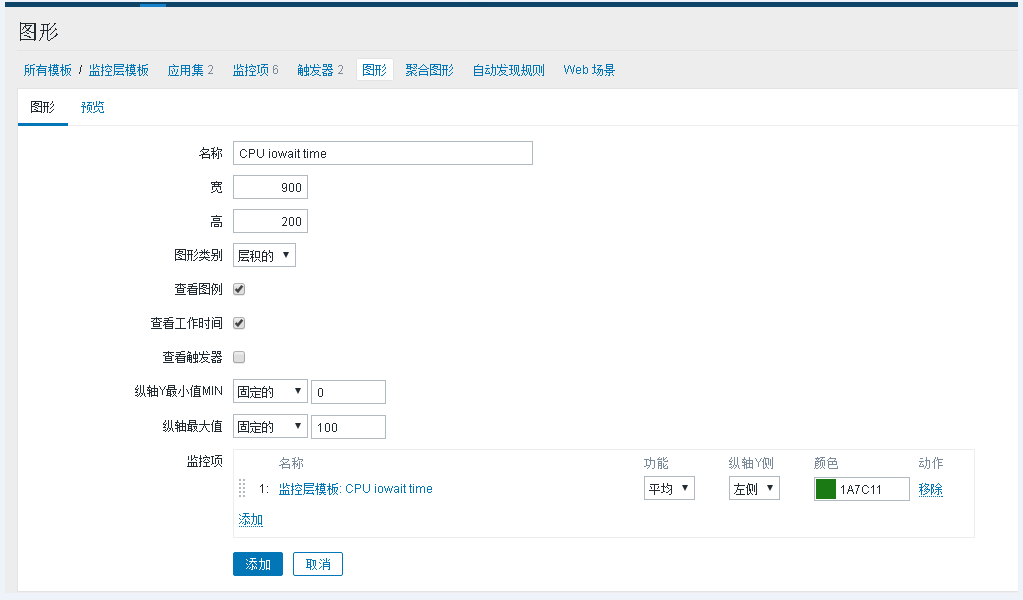 图形
所有模板 / 监控层模板 应用集 2 监控项 6 触发器 2 图形 聚合图形 自动发现规则 Web 场景
图形 预览
名称 CPU iowait time
宽 900
高 200
图形类别 层积的
查看图例
查看工作时间
查看触发器
纵轴Y最小值MIN 固定的 0
纵轴最大值 固定的 100
监控项 名称 功能 纵轴Y侧 颜色 动作
1: 监控层模板: CPU iowait time 平均 左侧 1A7C11 移除
添加
添加 取消